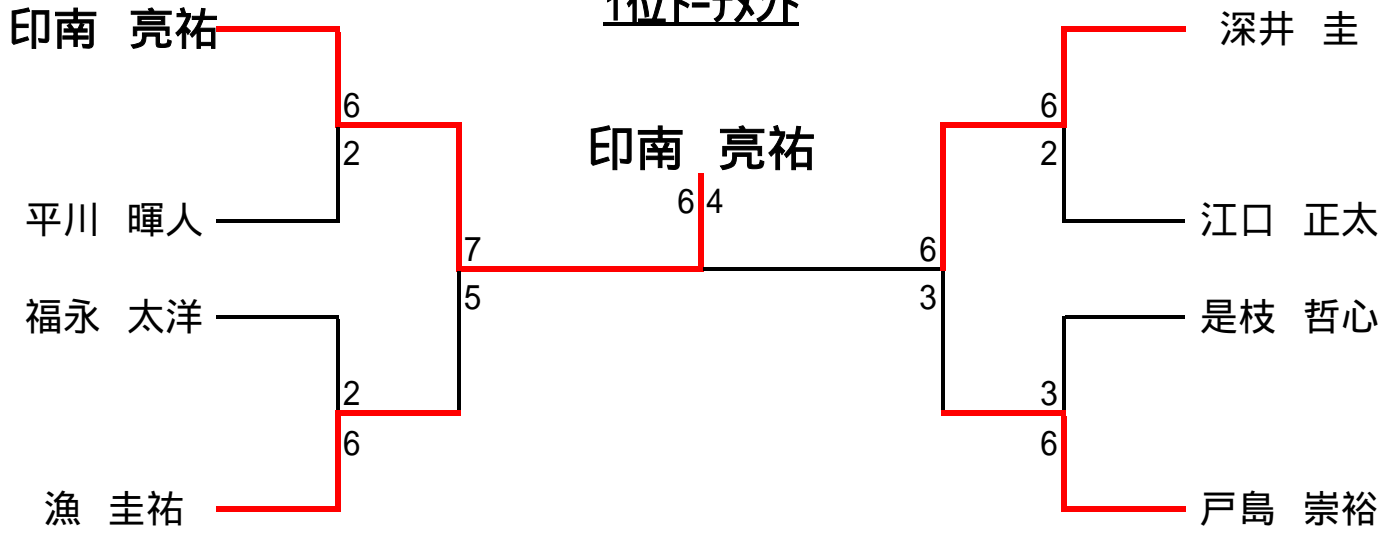 1位トーナメント
印南 亮祐
深井 圭
6
6
2
2
印南 亮祐
6 4
平川 暉人
江口 正太
7
6
5
3
福永 太洋
是枝 哲心
2
3
6
6
漁 圭祐
戸島 崇裕